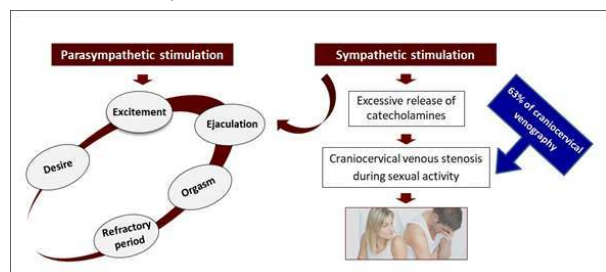 Parasympathetic stimulation
Sympathetic stimulation
Excitement
Ejaculation
Desire
Orgasm
Refractory
period
Excessive release of
catecholamines
Craniocervical venous stenosis
during sexual activity
63% of craniocervical
venography